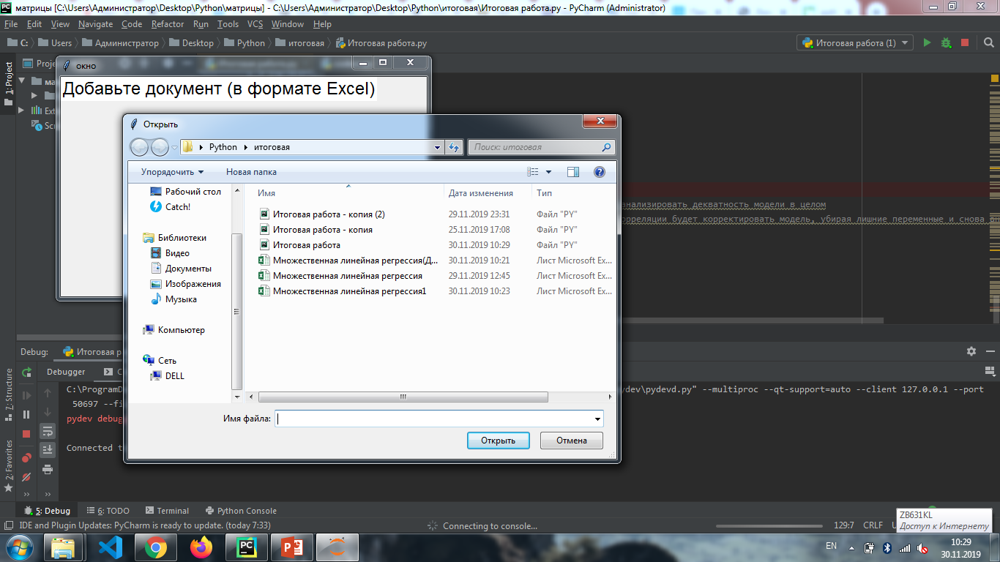 матрицы [C:\Users\Администратор\Desktop\Python\матрицы] - C:\Users\Администратор\Desktop\Python\итоговая\Итоговая работа.py - PyCharm (Administrator)
File Edit View Navigate Code Refactor Run Tools VCS Window Help
C: Users Администратор Desktop Python итоговая Итоговая работа.py Итоговая работа (1)
1: Project
окно
Добавьте документ (в формате Excel)
Открыть
Python итоговая Поиск: итоговая
Упорядочить Новая папка
Рабочий стол
Catch!
Библиотеки
Видео
Документы
Изображения
Музыка
Компьютер
Сеть
DELL
Имя Дата изменения Тип
Итоговая работа - копия (2) 29.11.2019 23:31 Файл "PY"
Итоговая работа - копия 25.11.2019 17:08 Файл "PY"
Итоговая работа 30.11.2019 10:29 Файл "PY"
Множественная линейная регрессия(Д... 30.11.2019 10:21 Лист Microsoft Ex...
Множественная линейная регрессия 29.11.2019 12:45 Лист Microsoft Ex...
Множественная линейная регрессия1 30.11.2019 10:23 Лист Microsoft Ex...
Имя файла:
Открыть Отмена
анализировать декватность модели в целом
орреляции будет корректировать модель, убирая лишние переменные и снова
Debug: Итоговая р
Debugger
C:\ProgramD ydev\pydevd.py" --multiproc --qt-support=auto --client 127.0.0.1 --port
50697 --fi
pydev debug
Connected t
7: Structure
2: Favorites
5: Debug 6: TODO Terminal Python Console
IDE and Plugin Updates: PyCharm is ready to update. (today 7:33) Connecting to console... 129:7 CRLF
ZB631KL
Доступ к Интернету
EN 10:29
30.11.2019